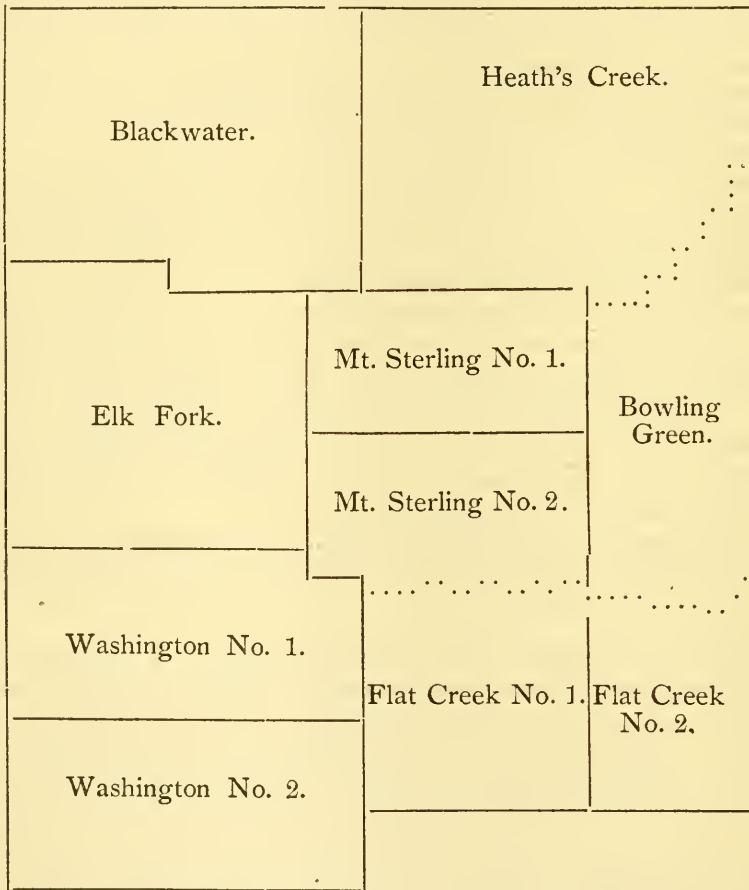 Heath's Creek.
Blackwater.
Mt. Sterling No. 1.
Elk Fork.
Bowling
Green.
Mt. Sterling No. 2.
Washington No. 1.
Flat Creek No. 1.
Flat Creek
No. 2.
Washington No. 2.